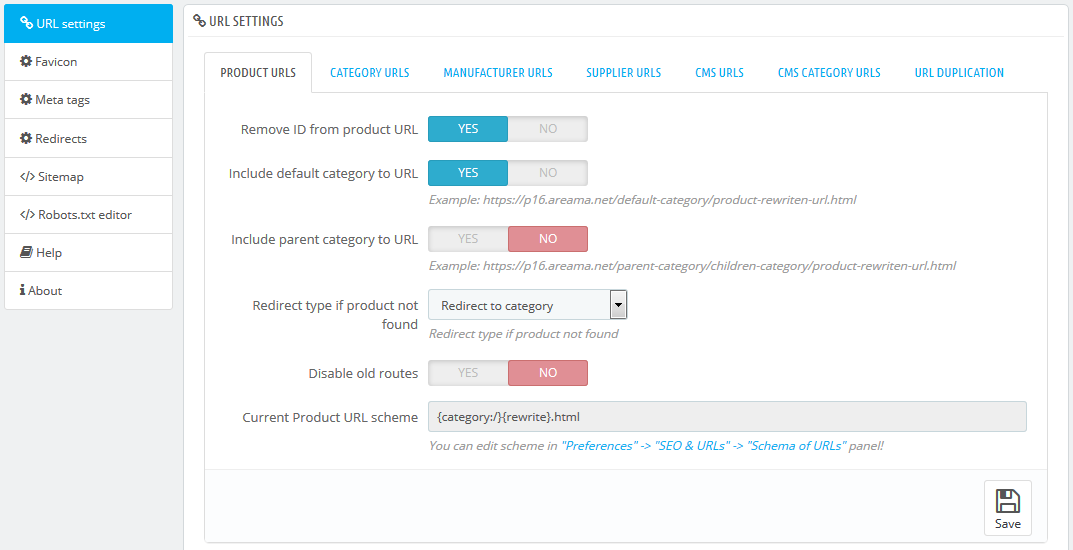 URL settings
Favicon
Meta tags
Redirects
Sitemap
Robots.txt editor
Help
About
URL SETTINGS
PRODUCT URLS CATEGORY URLS MANUFACTURER URLS SUPPLIER URLS CMS URLS CMS CATEGORY URLS URL DUPLICATION
Remove ID from product URL YES NO
Include default category to URL YES NO
Example: https://p16.areama.net/default-category/product-rewriten-url.html
Include parent category to URL YES NO
Example: https://p16.areama.net/parent-category/children-category/product-rewriten-url.html
Redirect type if product not
found
Redirect to category
Redirect type if product not found
Disable old routes YES NO
Current Product URL scheme {category:/}{rewrite}.html
You can edit scheme in "Preferences" -> "SEO & URLs" -> "Schema of URLs" panel!
Save